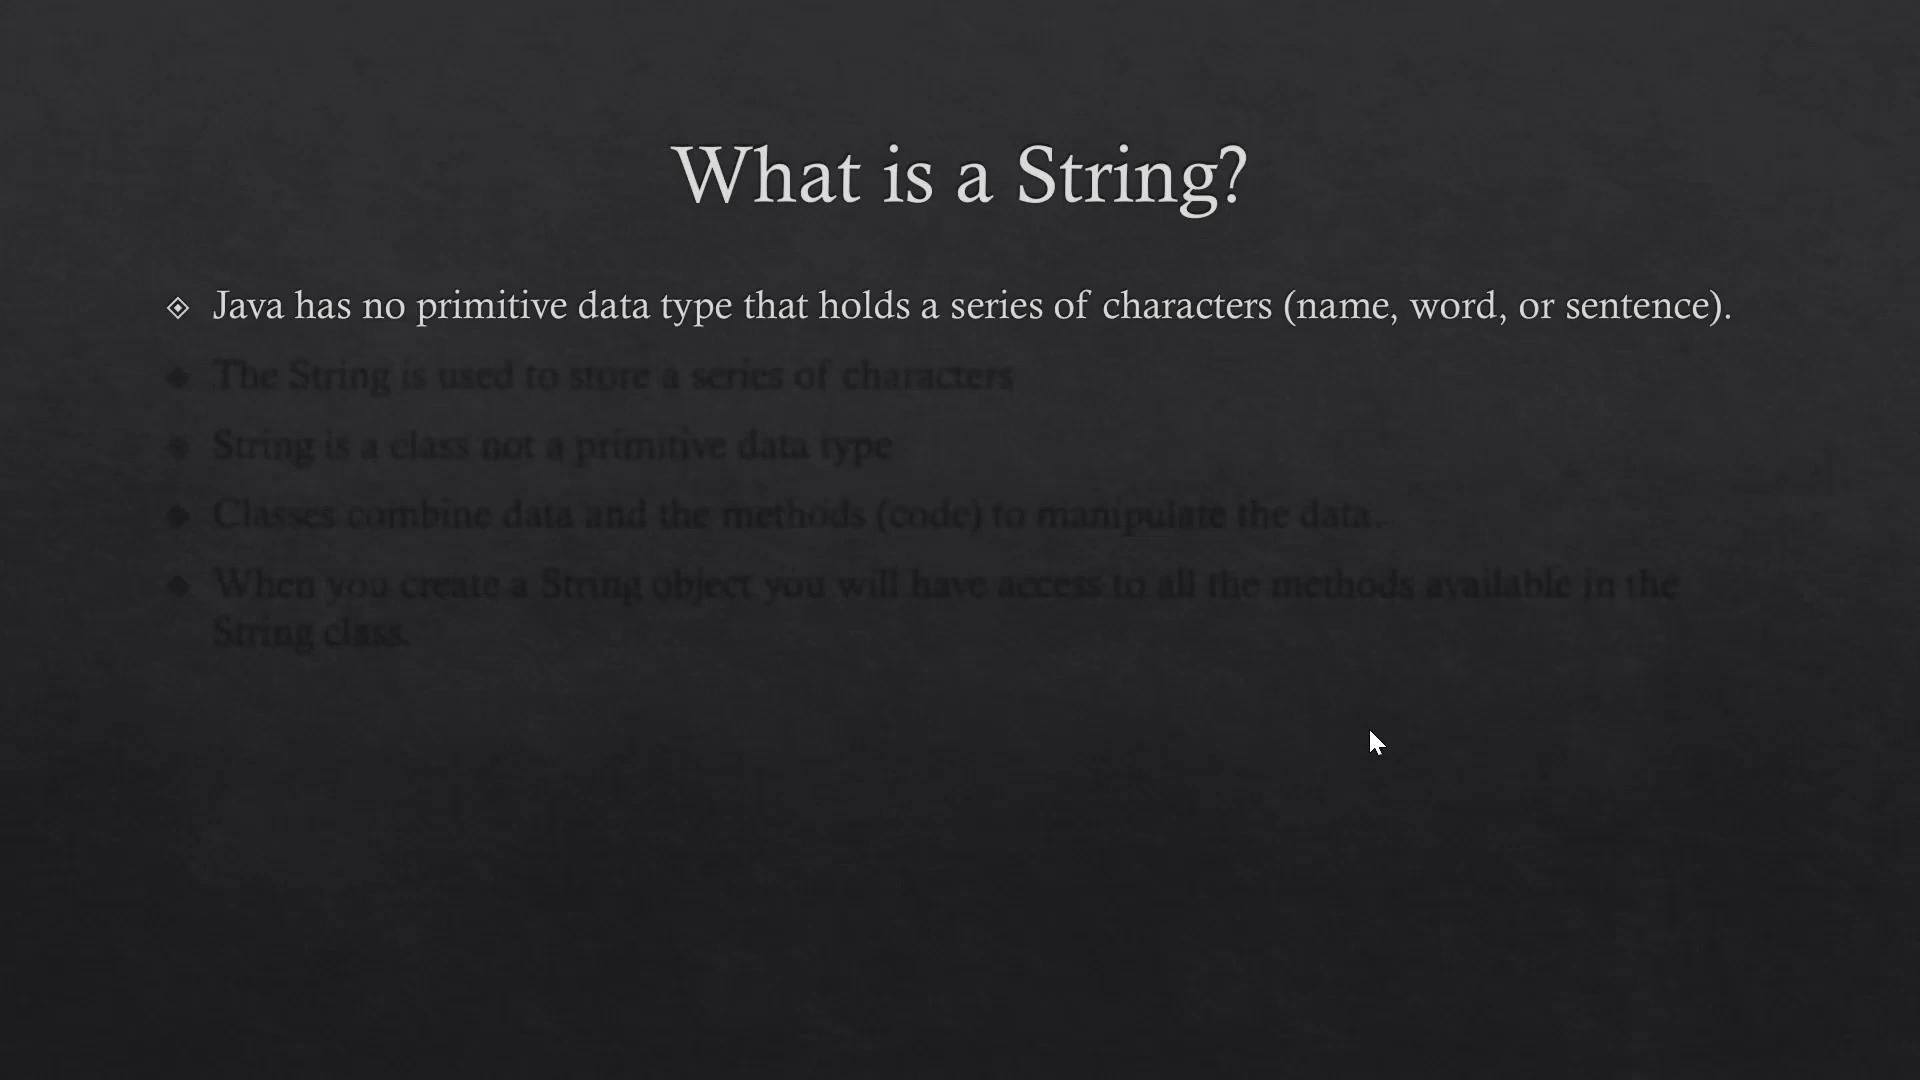 What is a String?
Java has no primitive data type that holds a series of characters (name, word, or sentence).
The String is used to store a series of characters
String is a class not a primitive data type
Classes combine data and the methods (code) to manipulate the data.
When you create a String object you will have access to all the methods available in the
String class.